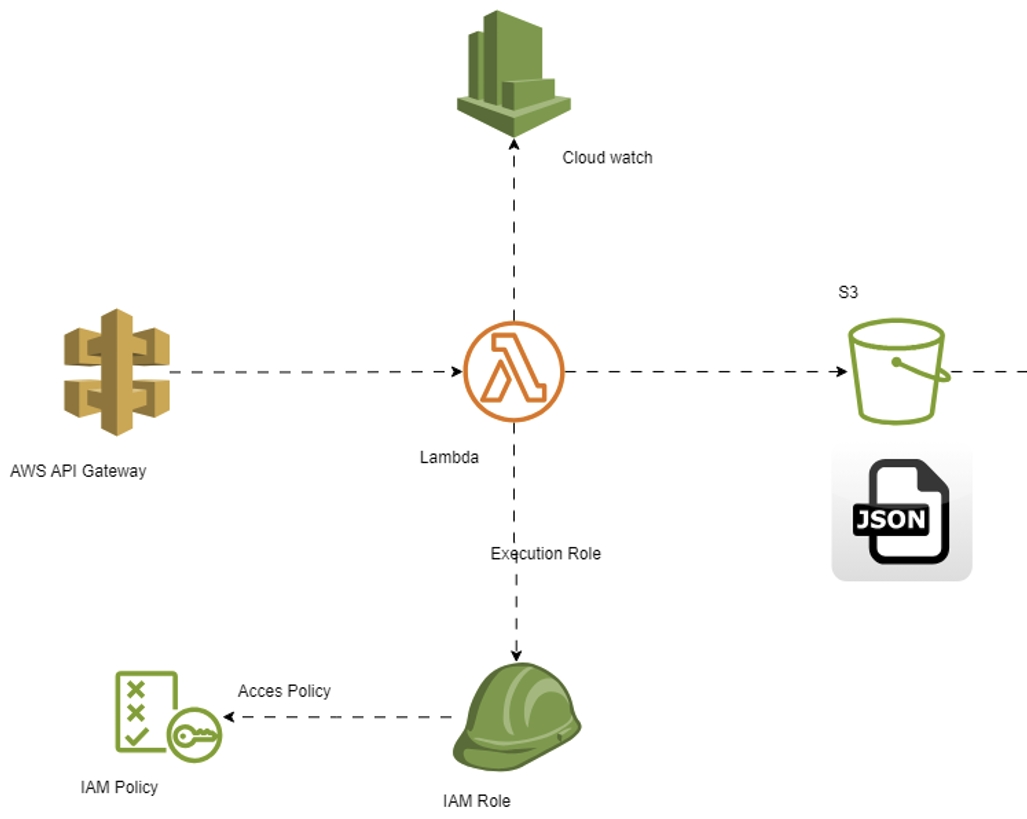 Cloud watch
S3
AWS API Gateway
Lambda
JSON
Execution Role
Acces Policy
IAM Policy
IAM Role